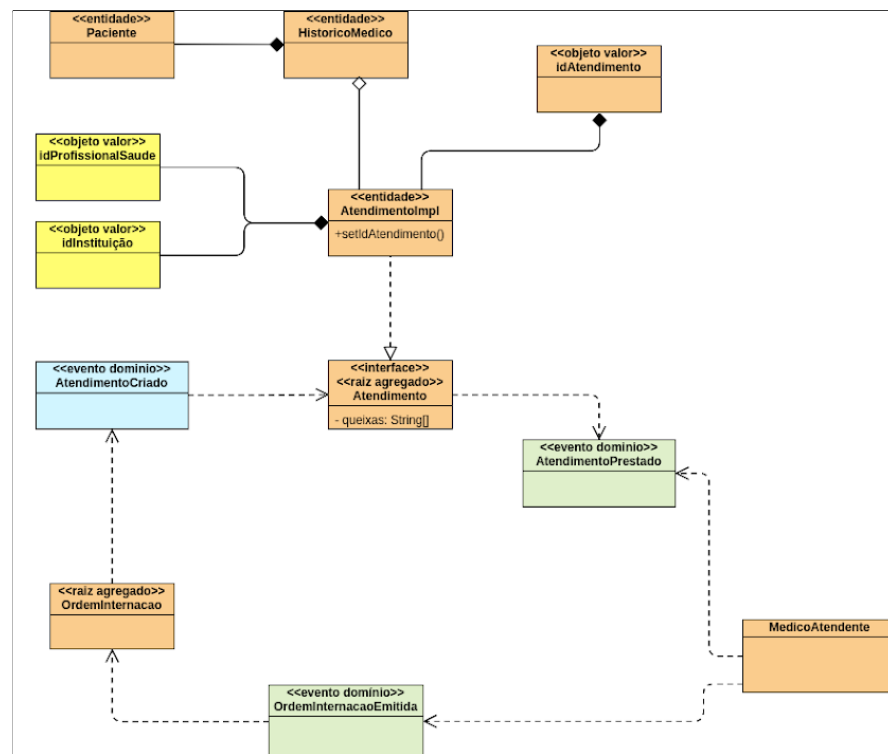 <<entidade>>
Paciente
<<entidade>>
HistoricoMedico
<<objeto valor>>
idAtendimento
<<objeto valor>>
idProfissionalSaude
<<objeto valor>>
idInstituição
<<entidade>>
AtendimentoImpl
+setIdAtendimento()
<<evento domínio>>
AtendimentoCriado
<<interface>>
<<raiz agregado>>
Atendimento
- queixas: String[]
<<evento domínio>>
AtendimentoPrestado
<<raiz agregado>>
OrdemInternacao
MedicoAtendente
<<evento domínio>>
OrdemInternacaoEmitida